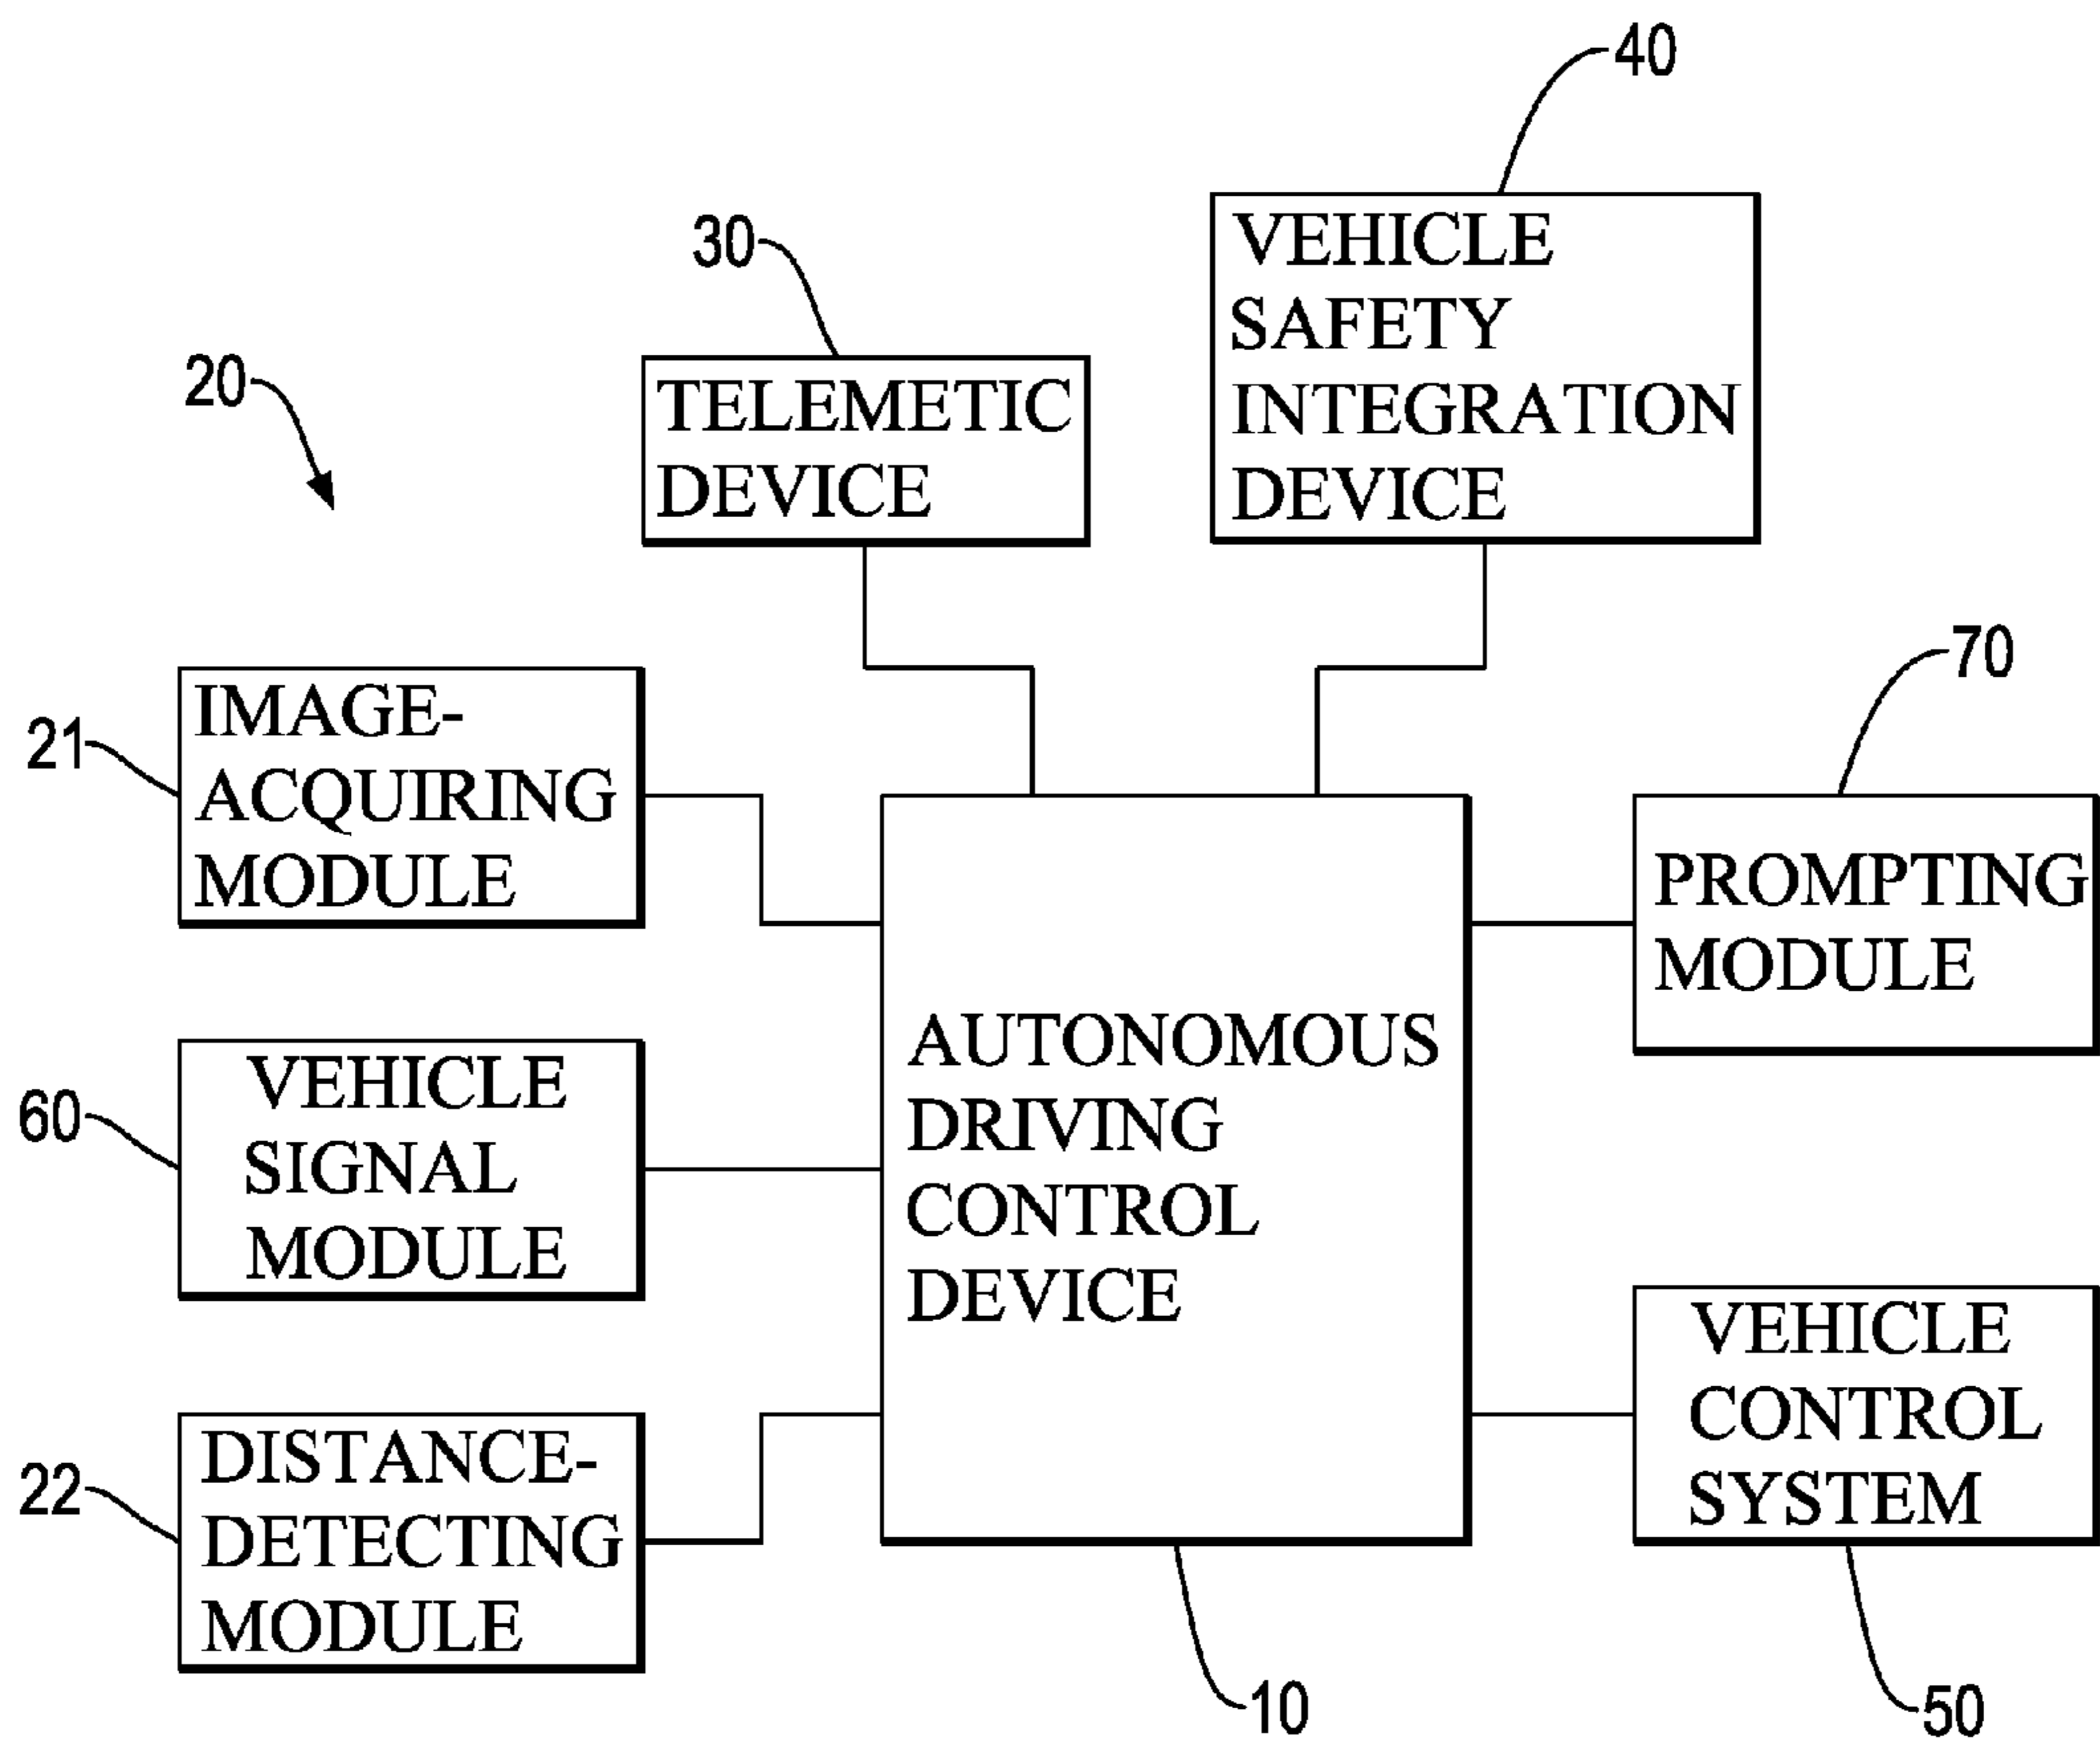 40
30
VEHICLE
SAFETY
INTEGRATION
DEVICE
20
TELEMETIC
DEVICE
70
21
IMAGE-
ACQUIRING
MODULE
PROMPTING
MODULE
60
VEHICLE
SIGNAL
MODULE
AUTONOMOUS
DRIVING
CONTROL
DEVICE
VEHICLE
CONTROL
SYSTEM
22
DISTANCE-
DETECTING
MODULE
10
50